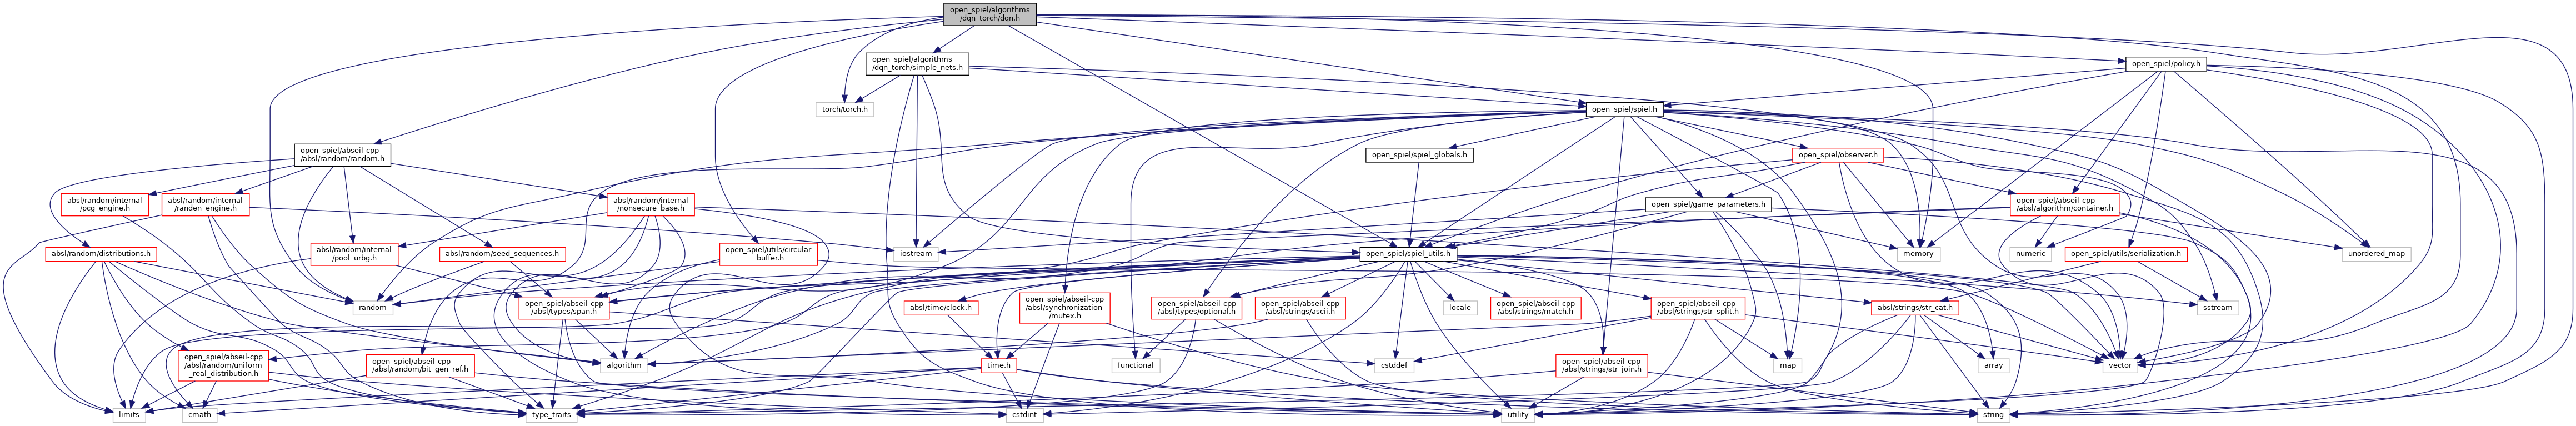 open_spiel/algorithms
/dqn_torch/dqn.h
open_spiel/algorithms
/dqn_torch/simple_nets.h
open_spiel/policy.h
torch/torch.h
open_spiel/spiel.h
open_spiel/abseil-cpp
/absl/random/random.h
open_spiel/spiel_globals.h
open_spiel/observer.h
absl/random/internal
/pcg_engine.h
absl/random/internal
/randen_engine.h
absl/random/internal
/nonsecure_base.h
open_spiel/game_parameters.h
open_spiel/abseil-cpp
/absl/algorithm/container.h
absl/random/distributions.h
absl/random/internal
/pool_urbg.h
absl/random/seed_sequences.h
open_spiel/utils/circular
_buffer.h
iostream
open_spiel/spiel_utils.h
memory
numeric
open_spiel/utils/serialization.h
unordered_map
random
open_spiel/abseil-cpp
/absl/types/span.h
absl/time/clock.h
open_spiel/abseil-cpp
/absl/synchronization
/mutex.h
open_spiel/abseil-cpp
/absl/types/optional.h
open_spiel/abseil-cpp
/absl/strings/ascii.h
locale
open_spiel/abseil-cpp
/absl/strings/match.h
open_spiel/abseil-cpp
/absl/strings/str_split.h
absl/strings/str_cat.h
sstream
open_spiel/abseil-cpp
/absl/random/uniform
_real_distribution.h
open_spiel/abseil-cpp
/absl/random/bit_gen_ref.h
algorithm
time.h
functional
cstddef
open_spiel/abseil-cpp
/absl/strings/str_join.h
map
array
vector
limits
cmath
type_traits
cstdint
utility
string